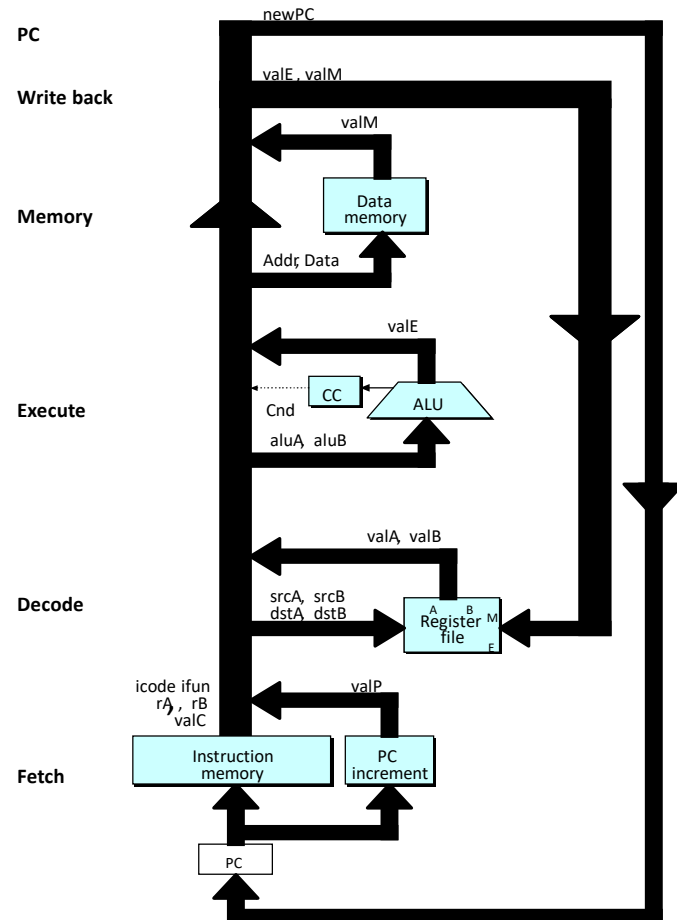 newPC
PC
valE , valM
Write back
valM
Data
memory
Memory
Addr, Data
valE
CC
ALU
Cnd
Execute
aluA, aluB
valA, valB
Decode
srcA, srcB
dstA, dstB
A B
M
Register
file
E
icode ifun
rA, , rB
valC
valP
Instruction
memory
PC
increment
Fetch
PC